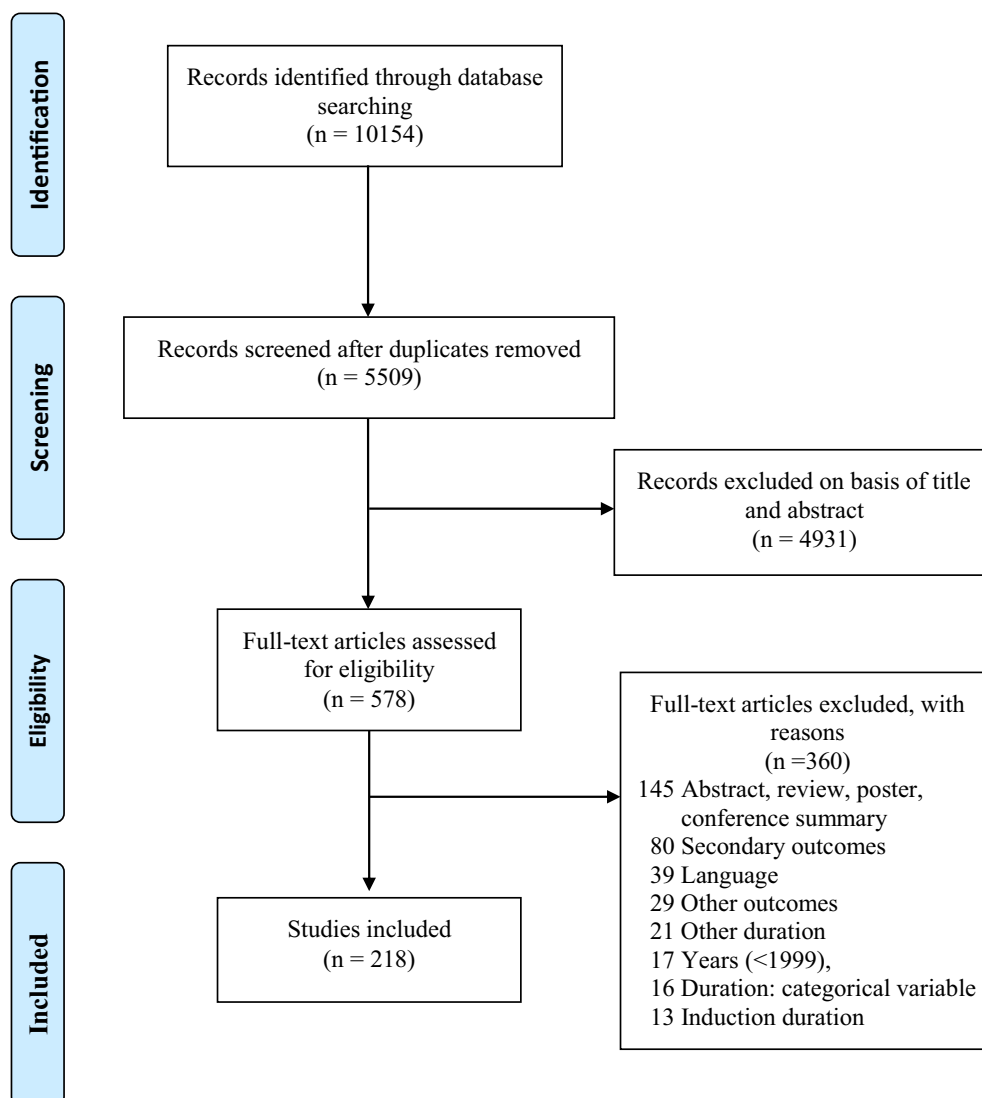 Identification
Records identified through database
searching
(n = 10154)
Screening
Records screened after duplicates removed
(n = 5509)
Records excluded on basis of title
and abstract
(n = 4931)
Eligibility
Full-text articles assessed
for eligibility
(n = 578)
Full-text articles excluded, with
reasons
(n =360)
145 Abstract, review, poster,
conference summary
80 Secondary outcomes
39 Language
29 Other outcomes
21 Other duration
17 Years (<1999),
16 Duration: categorical variable
13 Induction duration
Included
Studies included
(n = 218)